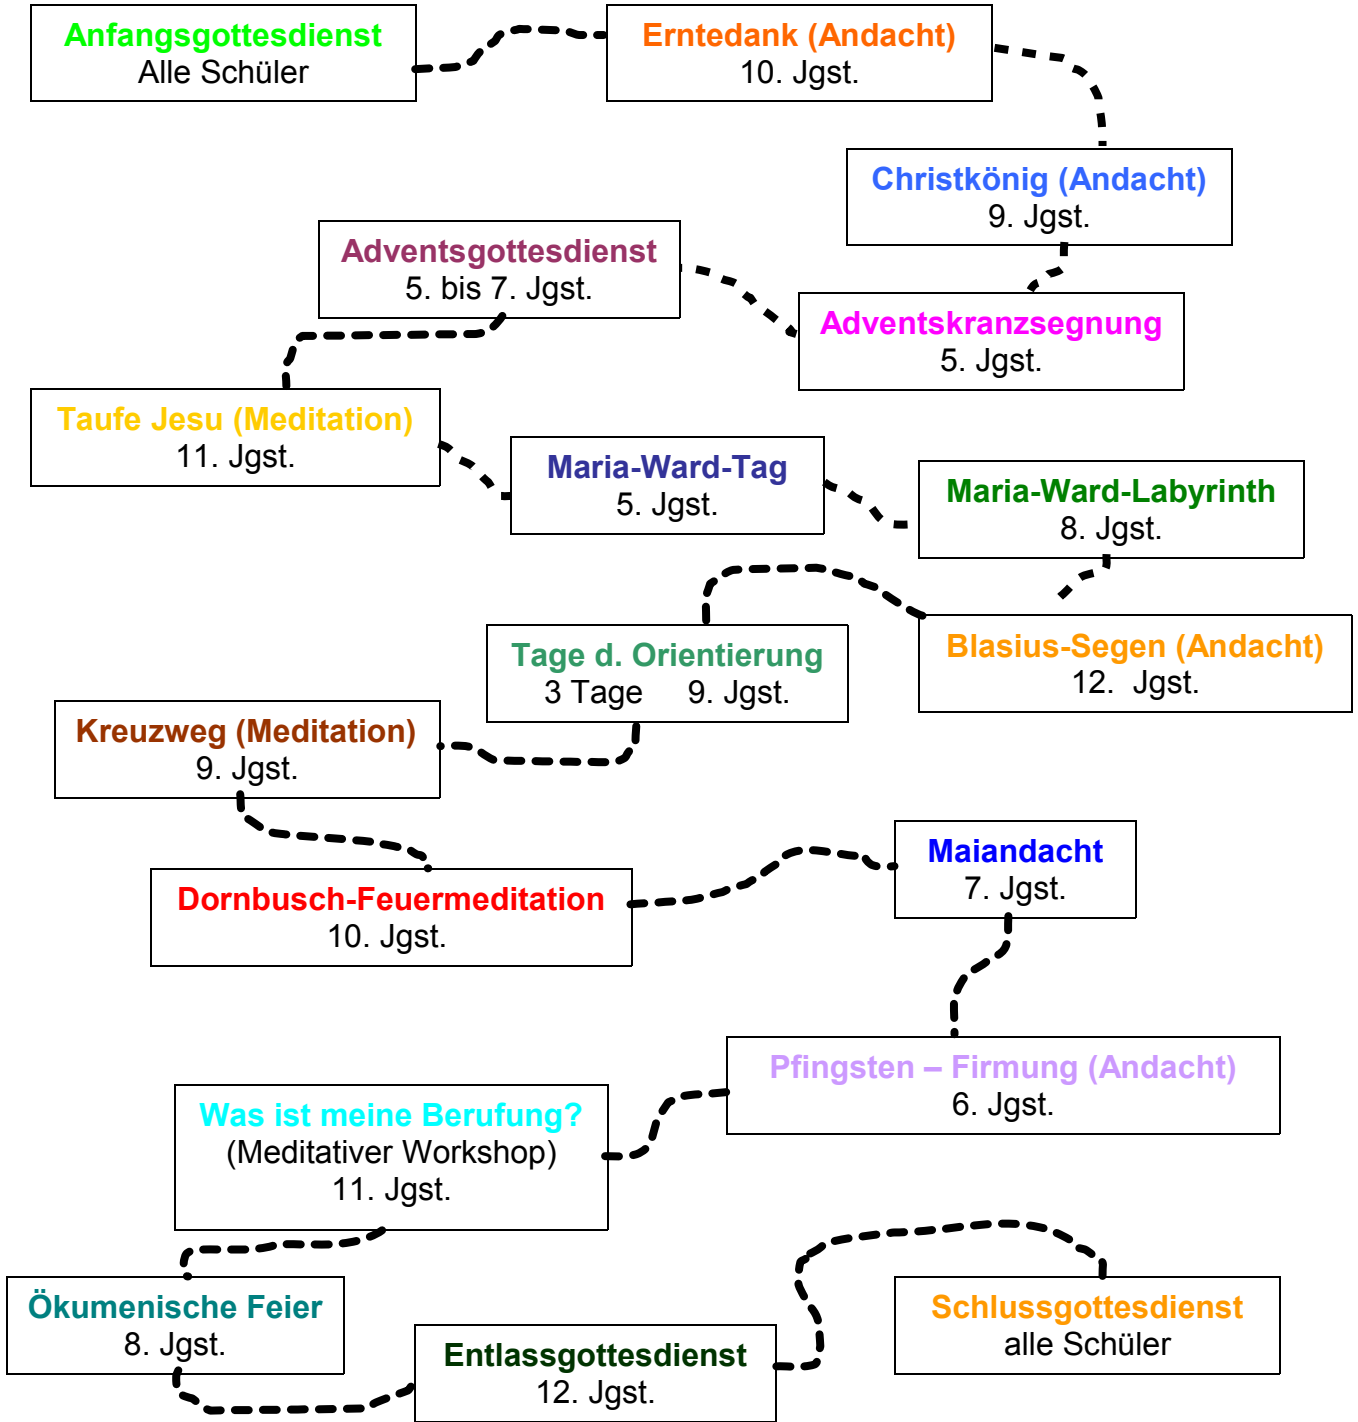 Anfangsgottesdienst
Alle Schüler
Erntedank (Andacht)
10. Jgst.
Christkönig (Andacht)
9. Jgst.
Adventskranzsegnung
5. Jgst.
Adventsgottesdienst
5. bis 7. Jgst.
Taufe Jesu (Meditation)
11. Jgst.
Maria-Ward-Tag
5. Jgst.
Maria-Ward-Labyrinth
8. Jgst.
Blasius-Segen (Andacht)
12. Jgst.
Tage d. Orientierung
3 Tage 9. Jgst.
Kreuzweg (Meditation)
9. Jgst.
Dornbusch-Feuermeditation
10. Jgst.
Maiandacht
7. Jgst.
Pfingsten – Firmung (Andacht)
6. Jgst.
Was ist meine Berufung?
(Meditativer Workshop)
11. Jgst.
Ökumenische Feier
8. Jgst.
Entlassgottesdienst
12. Jgst.
Schlussgottesdienst
alle Schüler